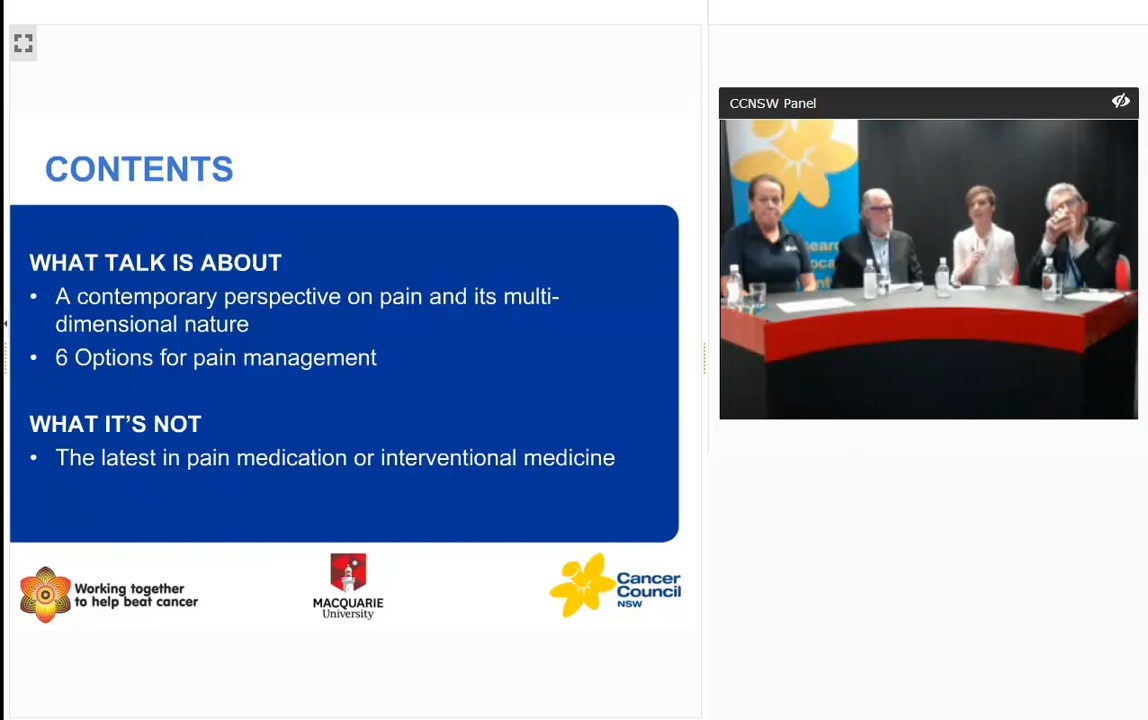 CONTENTS
WHAT TALK IS ABOUT
• A contemporary perspective on pain and its multi-
dimensional nature
• 6 Options for pain management
WHAT IT'S NOT
• The latest in pain medication or interventional medicine
Working together
to help beat cancer
MACQUARIE
University
Cancer
Council
NSW
CCNSW Panel